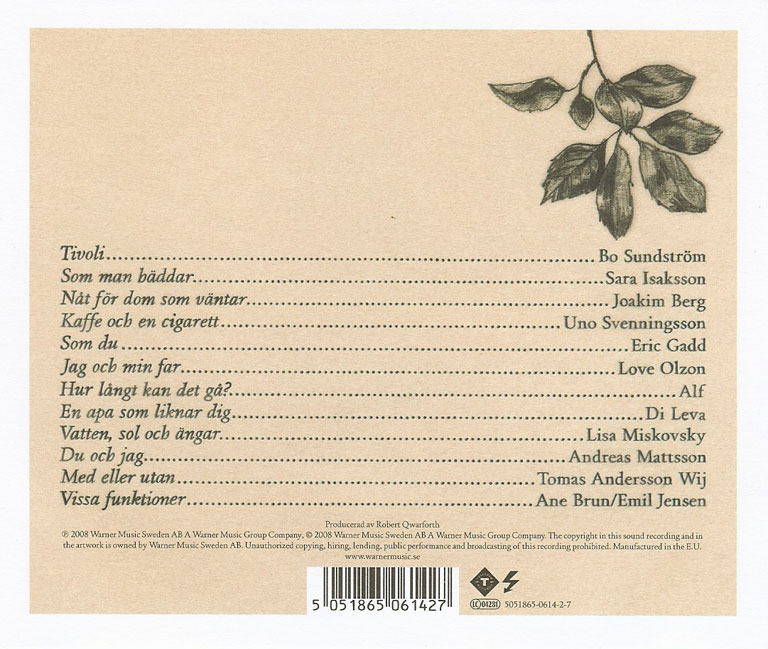 Tivoli........Bo Sundström
Som man bäddar........Sara Isaksson
Nåt för dom som väntar........Joakim Berg
Kaffe och en cigarett........Uno Svenningsson
Som du........Eric Gadd
Jag och min far........Love Olzon
Hur långt kan det gå?........Alf
En apa som liknar dig........Di Leva
Vatten, sol och ängar........Lisa Miskovsky
Du och jag........Andreas Mattsson
Med eller utan........Tomas Andersson Wij
Vissa funktioner........Ane Brun/Emil Jensen
Producerad av Robert Qwarforth
℗ 2008 Warner Music Sweden AB A Warner Music Group Company, © 2008 Warner Music Sweden AB A Warner Music Group Company. The copyright in this sound recording and in
the artwork is owned by Warner Music Sweden AB. Unauthorized copying, hiring, lending, public performance and broadcasting of this recording prohibited. Manufactured in the E.U.
www.warnermusic.se
T
5 051865 061427
LC 04281 5051865-0614-2-7